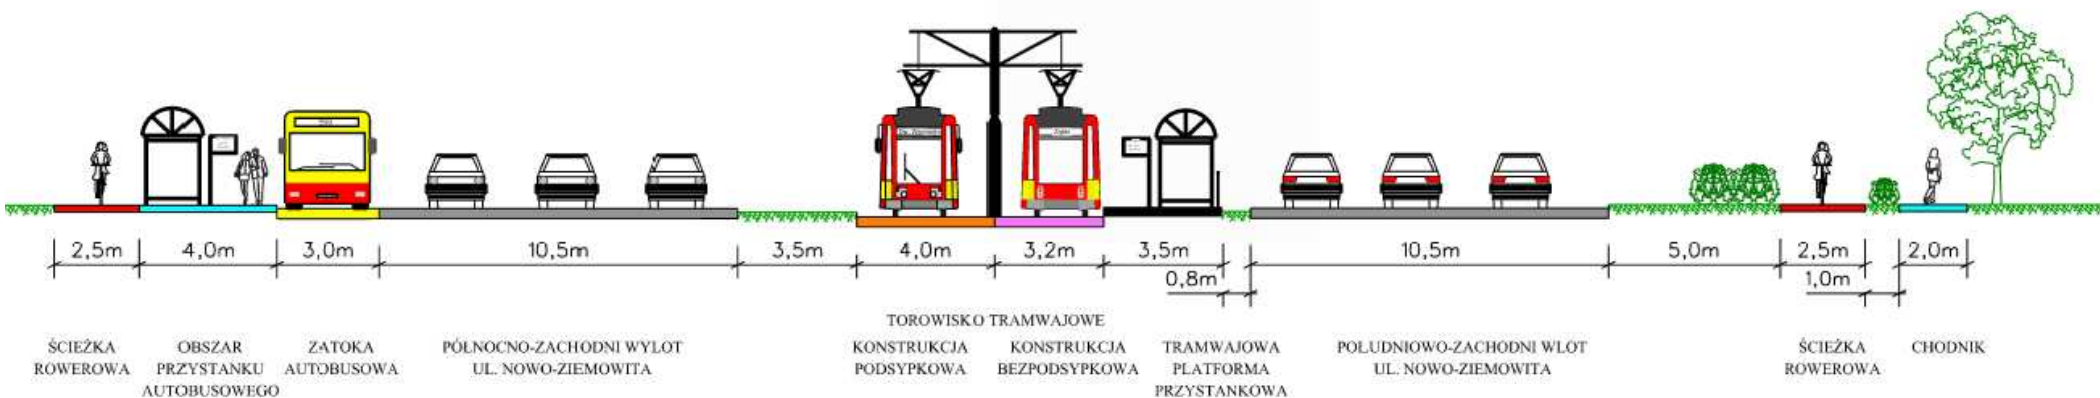 2,5m 4,0m 3,0m 10,5m 3,5m 4,0m 3,2m 3,5m 10,5m 5,0m 2,5m 2,0m
0,8m 1,0m
TOROWISKO TRAMWAJOWE
ŚCIEŻKA
ROWEROWA
OBSZAR
PRZYSTANKU
AUTOBUSOWEGO
ZATOKA
AUTOBUSOWA
PÓŁNOCNO-ZACHODNI WYLOT
UL. NOWO-ZIEMOWITA
KONSTRUKCJA
PODSYPKOWA
KONSTRUKCJA
BEZPODSYPKOWA
TRAMWAJOWA
PLATFORMA
PRZYSTANKOWA
POŁUDNIOWO-ZACHODNI WLOT
UL. NOWO-ZIEMOWITA
ŚCIEŻKA
ROWEROWA
CHODNIK